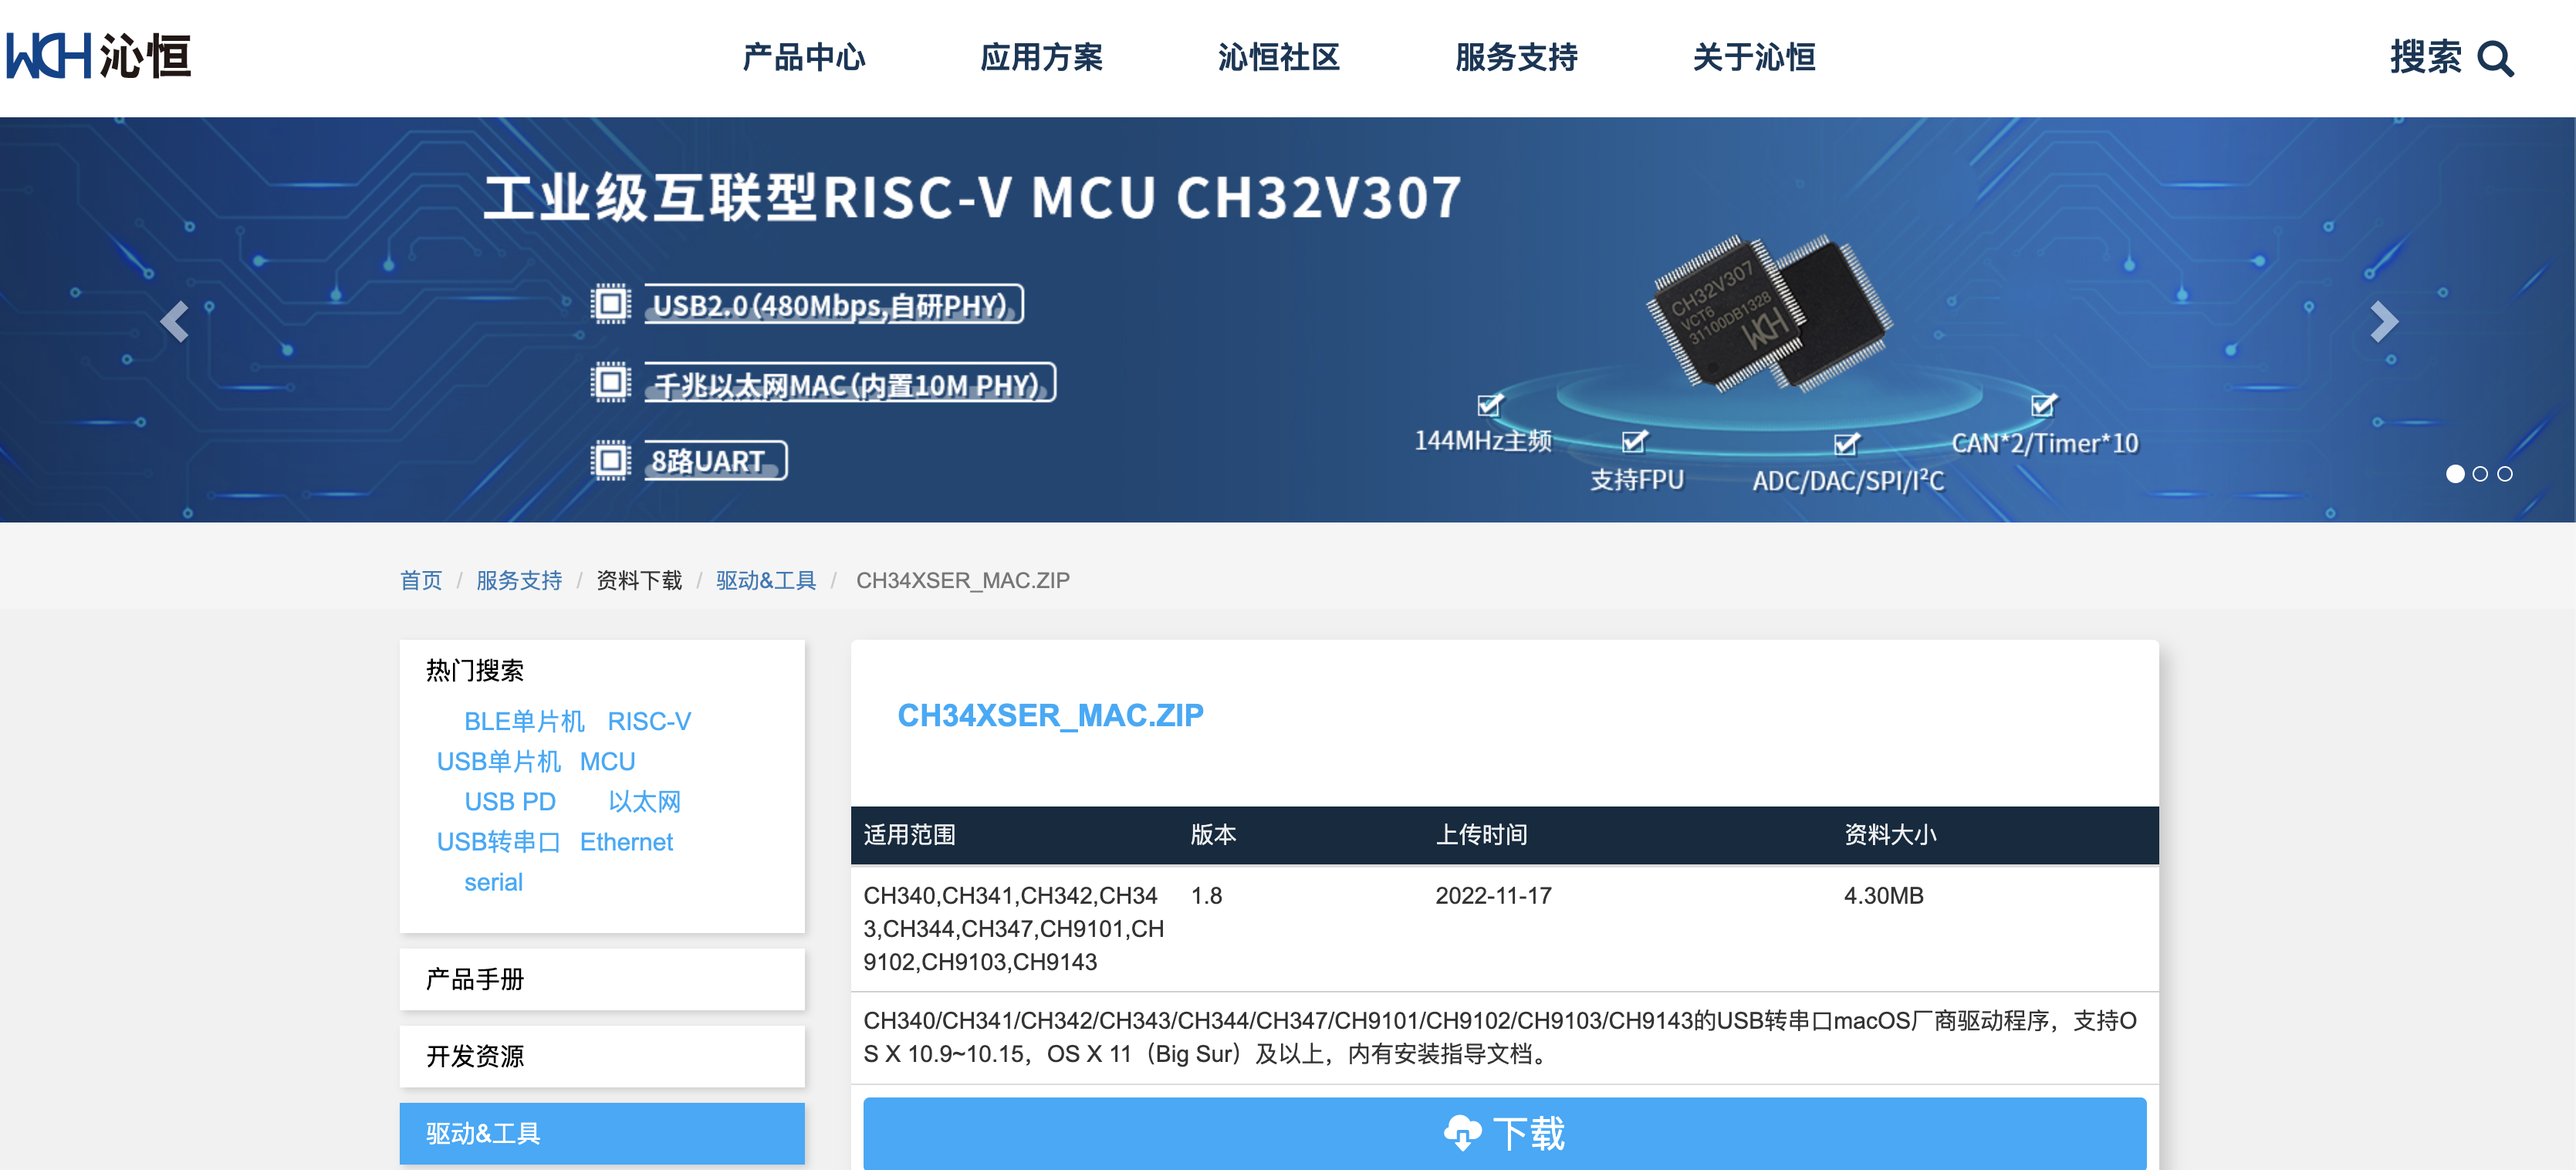 WCH 沁恒
产品中心 应用方案 沁恒社区 服务支持 关于沁恒 搜索
工业级互联型RISC-V MCU CH32V307
USB2.0(480Mbps,自研PHY)
千兆以太网MAC(内置10M PHY)
8路UART
CH32V307
VCT6
31100DB1328
WCH
144MHz主频
支持FPU
ADC/DAC/SPI/I²C
CAN*2/Timer*10
首页 / 服务支持 / 资料下载 / 驱动&工具 / CH34XSER_MAC.ZIP
热门搜索
BLE单片机 RISC-V
USB单片机 MCU
USB PD 以太网
USB转串口 Ethernet
serial
产品手册
开发资源
驱动&工具
CH34XSER_MAC.ZIP
适用范围 版本 上传时间 资料大小
CH340,CH341,CH342,CH34 1.8 2022-11-17 4.30MB
3,CH344,CH347,CH9101,CH
9102,CH9103,CH9143
CH340/CH341/CH342/CH343/CH344/CH347/CH9101/CH9102/CH9103/CH9143的USB转串口macOS厂商驱动程序，支持O
S X 10.9~10.15，OS X 11（Big Sur）及以上，内有安装指导文档。
下载